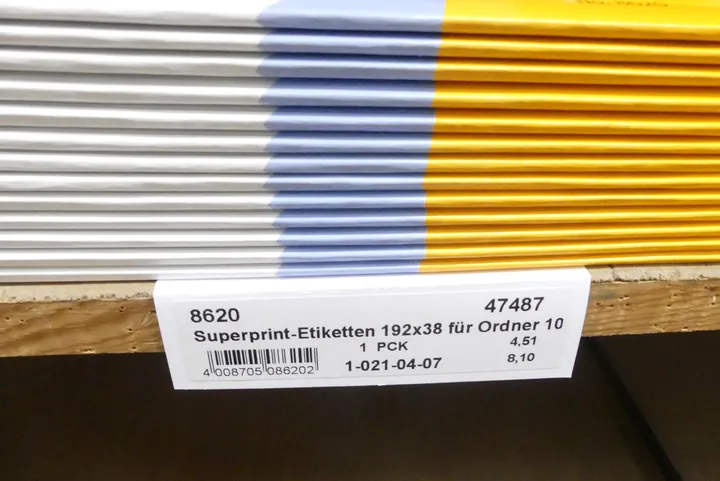 8620 47487
Superprint-Etiketten 192x38 für Ordner 10
1 PCK 4,51
4 008705 086202 1-021-04-07 8,10